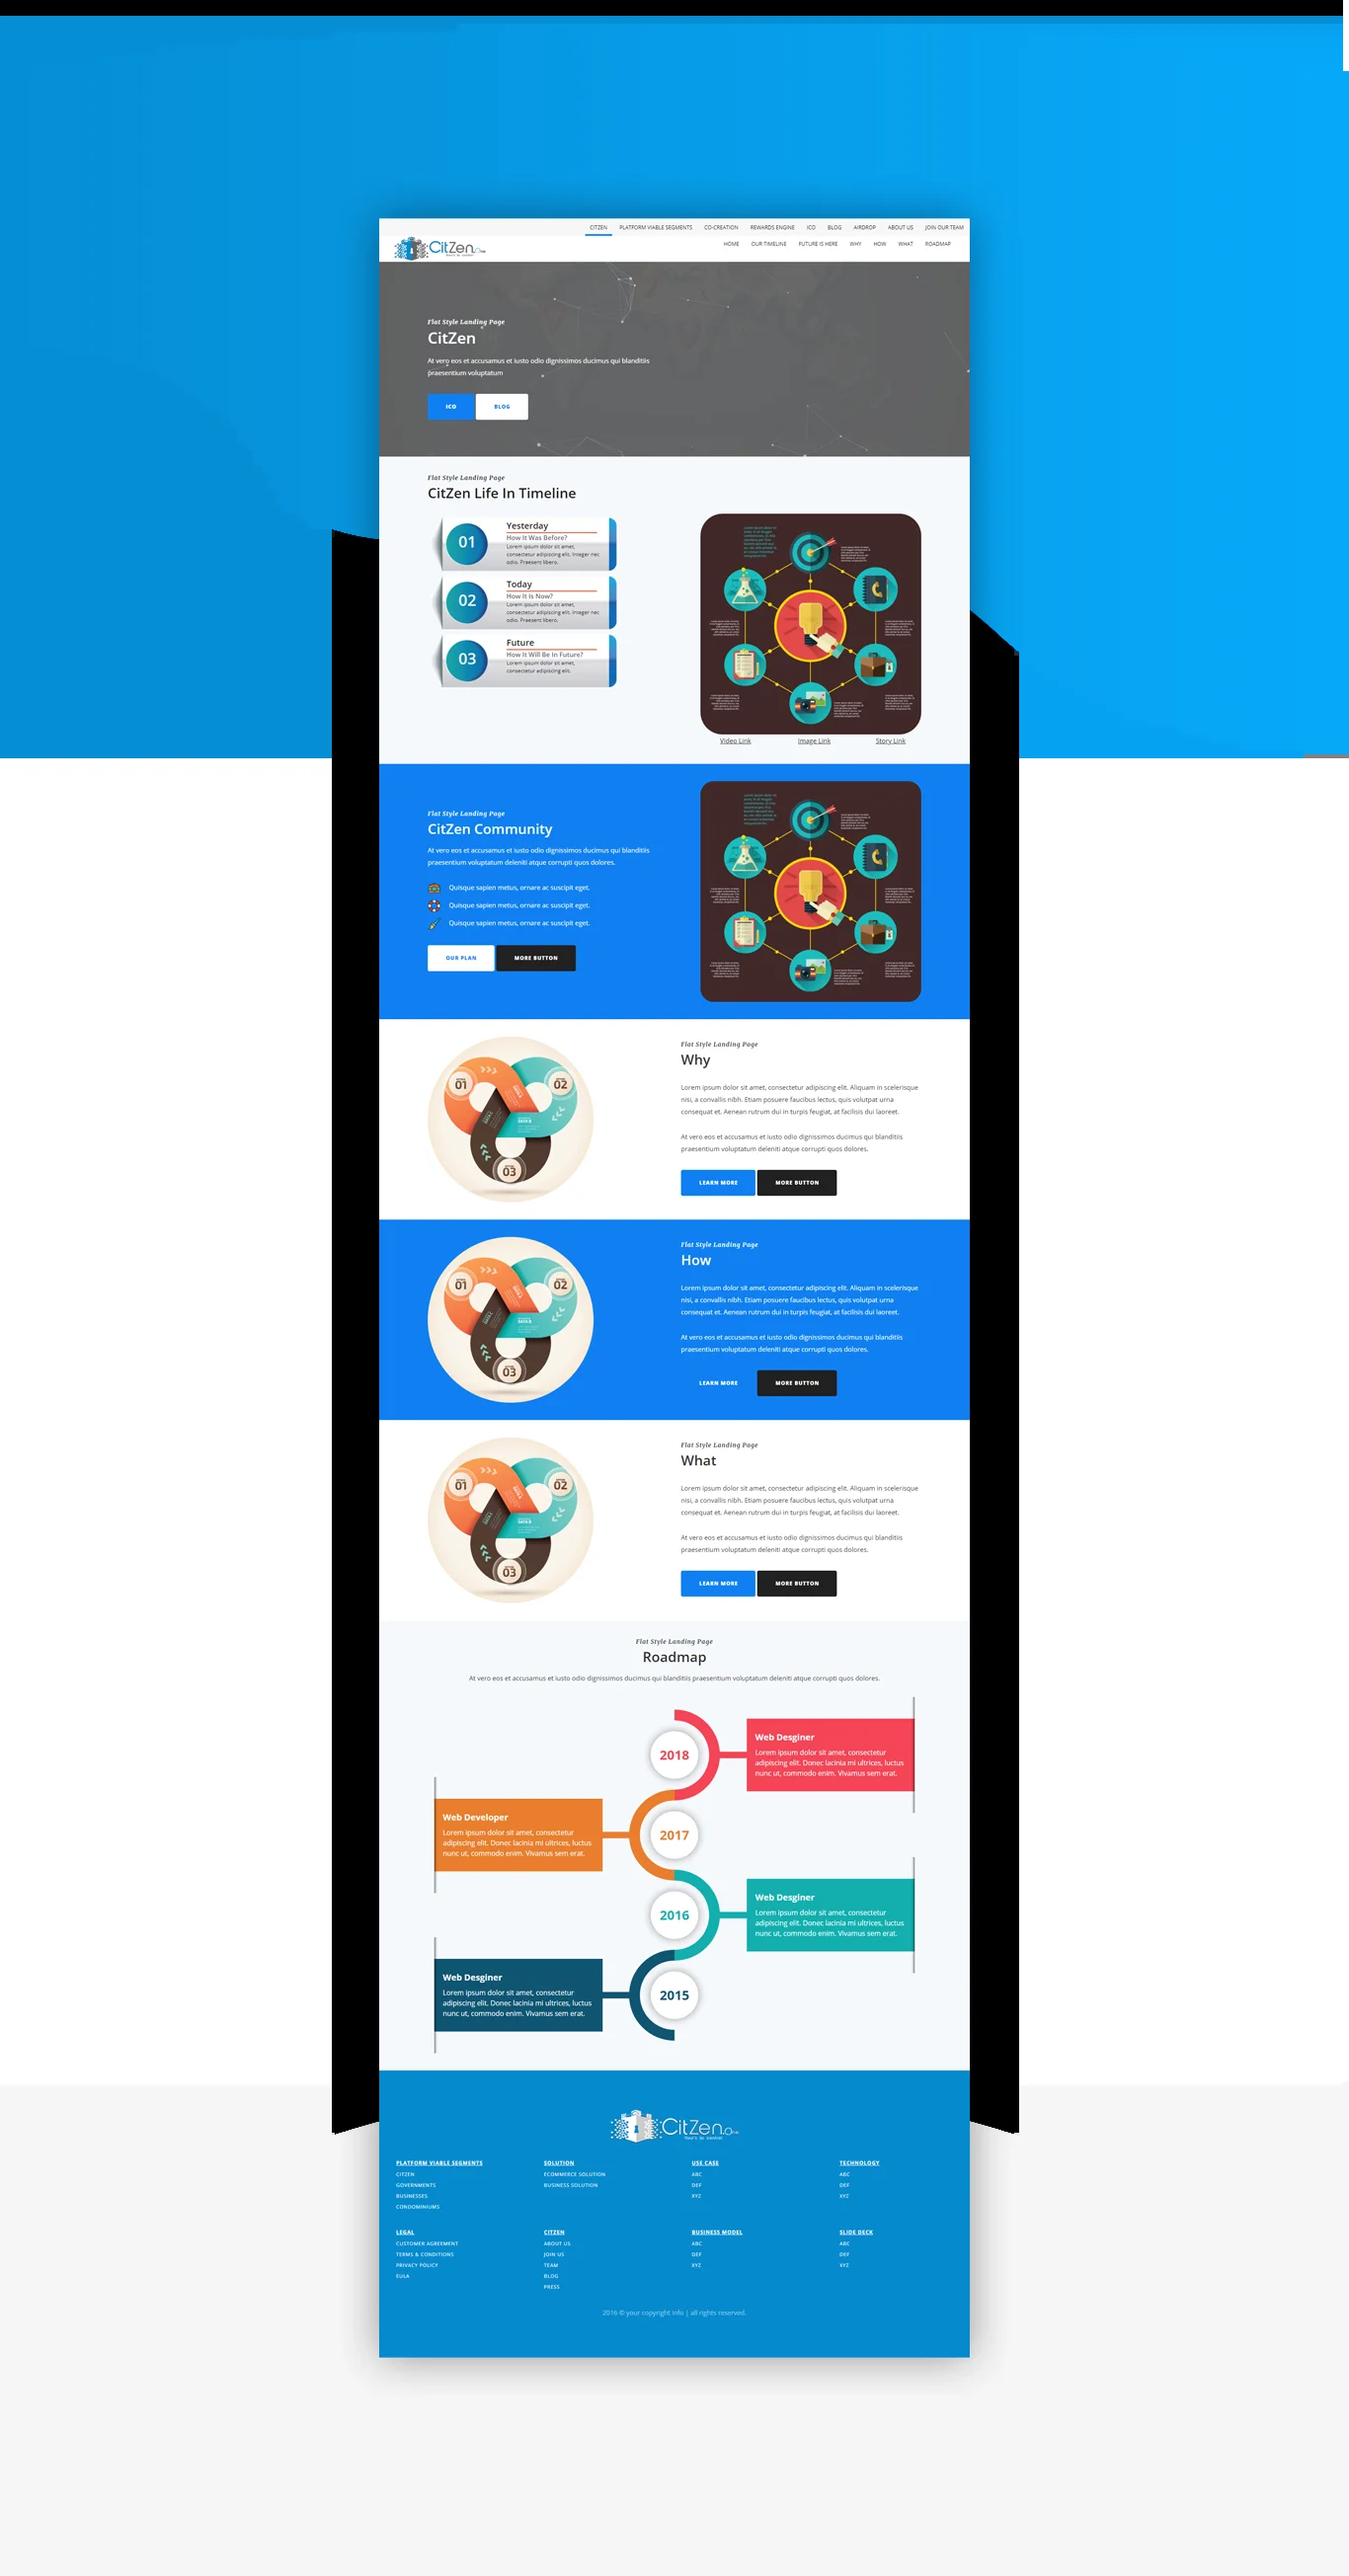 CITZEN PLATFORM VIABLE SEGMENTS CO-CREATION REWARDS ENGINE ICO BLOG AIRDROP ABOUT US JOIN OUR TEAM
CitZen
HOME OUR TIMELINE FUTURE IS HERE WHY HOW WHAT ROADMAP
Flat Style Landing Page
CitZen
At vero eos et accusamus et iusto odio dignissimos ducimus qui blanditiis
praesentium voluptatum
ICO BLOG
Flat Style Landing Page
CitZen Life In Timeline
01
Yesterday
How It Was Before?
Lorem ipsum dolor sit amet,
consectetur adipiscing elit. Integer nec
odio. Praesent libero.
02
Today
How It Is Now?
Lorem ipsum dolor sit amet,
consectetur adipiscing elit. Integer nec
odio. Praesent libero.
03
Future
How It Will Be In Future?
Lorem ipsum dolor sit amet,
consectetur adipiscing elit.
Video Link Image Link Story Link
Flat Style Landing Page
CitZen Community
At vero eos et accusamus et iusto odio dignissimos ducimus qui blanditiis
praesentium voluptatum deleniti atque corrupti quos dolores.
Quisque sapien metus, ornare ac suscipit eget.
Quisque sapien metus, ornare ac suscipit eget.
Quisque sapien metus, ornare ac suscipit eget.
OUR PLAN MORE BUTTON
01
02
03
Flat Style Landing Page
Why
Lorem ipsum dolor sit amet, consectetur adipiscing elit. Aliquam in scelerisque
nisi, a convallis nibh. Etiam posuere faucibus lectus, quis volutpat urna
consequat et. Aenean rutrum dui in turpis feugiat, at facilisis dui laoreet.
At vero eos et accusamus et iusto odio dignissimos ducimus qui blanditiis
praesentium voluptatum deleniti atque corrupti quos dolores.
LEARN MORE MORE BUTTON
01
02
03
Flat Style Landing Page
How
Lorem ipsum dolor sit amet, consectetur adipiscing elit. Aliquam in scelerisque
nisi, a convallis nibh. Etiam posuere faucibus lectus, quis volutpat urna
consequat et. Aenean rutrum dui in turpis feugiat, at facilisis dui laoreet.
At vero eos et accusamus et iusto odio dignissimos ducimus qui blanditiis
praesentium voluptatum deleniti atque corrupti quos dolores.
LEARN MORE MORE BUTTON
01
02
03
Flat Style Landing Page
What
Lorem ipsum dolor sit amet, consectetur adipiscing elit. Aliquam in scelerisque
nisi, a convallis nibh. Etiam posuere faucibus lectus, quis volutpat urna
consequat et. Aenean rutrum dui in turpis feugiat, at facilisis dui laoreet.
At vero eos et accusamus et iusto odio dignissimos ducimus qui blanditiis
praesentium voluptatum deleniti atque corrupti quos dolores.
LEARN MORE MORE BUTTON
Flat Style Landing Page
Roadmap
At vero eos et accusamus et iusto odio dignissimos ducimus qui blanditiis praesentium voluptatum deleniti atque corrupti quos dolores.
2018
Web Desginer
Lorem ipsum dolor sit amet, consectetur
adipiscing elit. Donec lacinia mi ultrices, luctus
nunc ut, commodo enim. Vivamus sem erat.
Web Developer
Lorem ipsum dolor sit amet, consectetur
adipiscing elit. Donec lacinia mi ultrices, luctus
nunc ut, commodo enim. Vivamus sem erat.
2017
2016
Web Desginer
Lorem ipsum dolor sit amet, consectetur
adipiscing elit. Donec lacinia mi ultrices, luctus
nunc ut, commodo enim. Vivamus sem erat.
Web Desginer
Lorem ipsum dolor sit amet, consectetur
adipiscing elit. Donec lacinia mi ultrices, luctus
nunc ut, commodo enim. Vivamus sem erat.
2015
CitZen
PLATFORM VIABLE SEGMENTS
CITZEN
GOVERNMENTS
BUSINESSES
CONDOMINIUMS
SOLUTION
ECOMMERCE SOLUTION
BUSINESS SOLUTION
USE CASE
ABC
DEF
XYZ
TECHNOLOGY
ABC
DEF
XYZ
LEGAL
CUSTOMER AGREEMENT
TERMS & CONDITIONS
PRIVACY POLICY
EULA
CITZEN
ABOUT US
JOIN US
TEAM
BLOG
PRESS
BUSINESS MODEL
ABC
DEF
XYZ
SLIDE DECK
ABC
DEF
XYZ
2016 © your copyright info | all rights reserved.